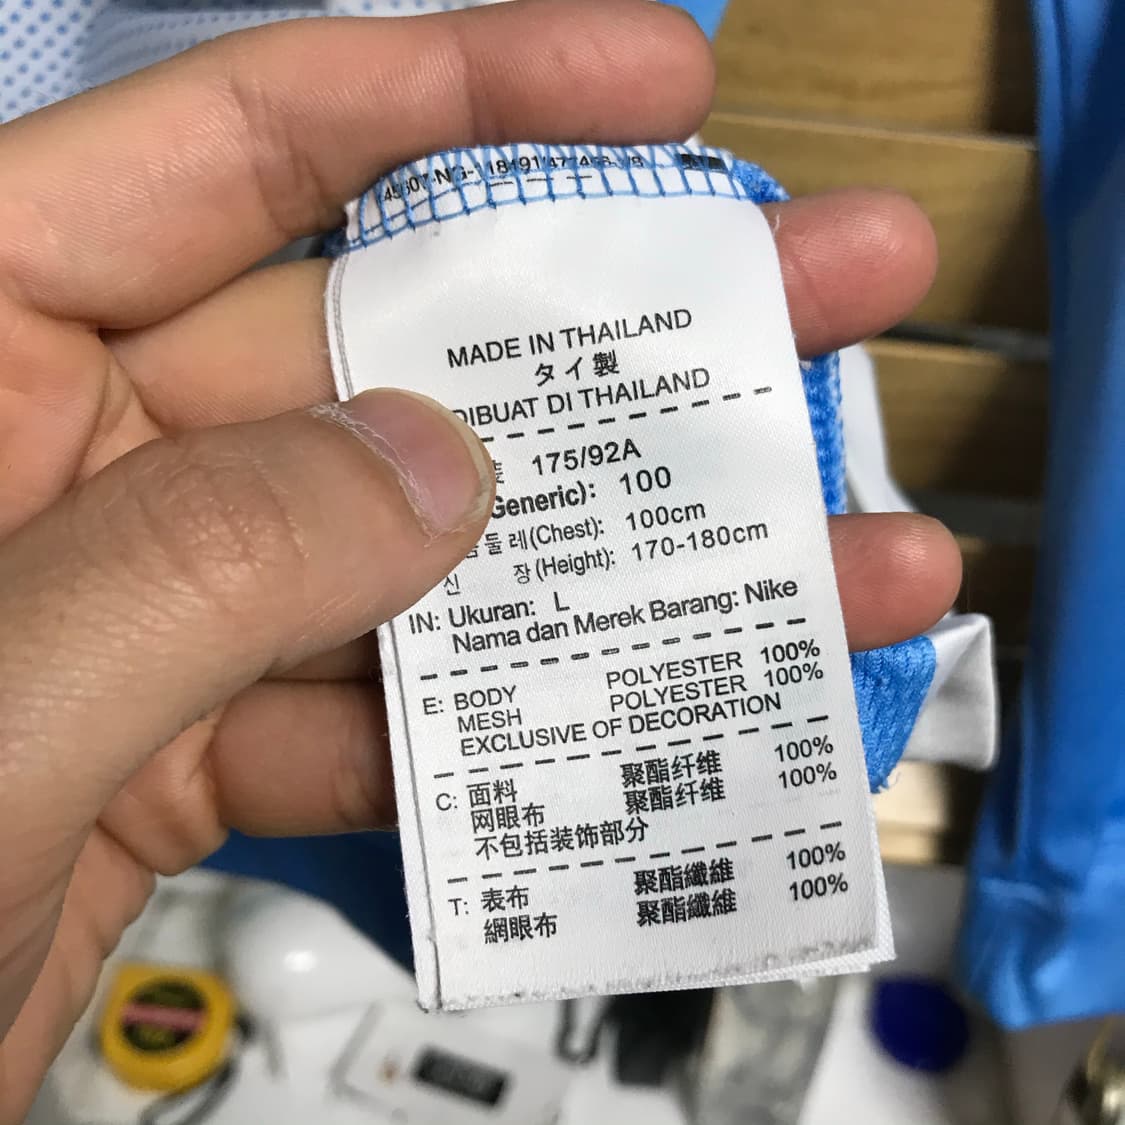 MADE IN THAILAND
タイ製
DIBUAT DI THAILAND
175/92A
Generic): 100
둘레(Chest): 100cm
신 장(Height): 170-180cm
IN: Ukuran: L
Nama dan Merek Barang: Nike
E: BODY POLYESTER 100%
MESH POLYESTER 100%
EXCLUSIVE OF DECORATION
C: 面料 聚酯纤维 100%
网眼布 聚酯纤维 100%
不包括装饰部分
T: 表布 聚酯纖維 100%
網眼布 聚酯纖維 100%